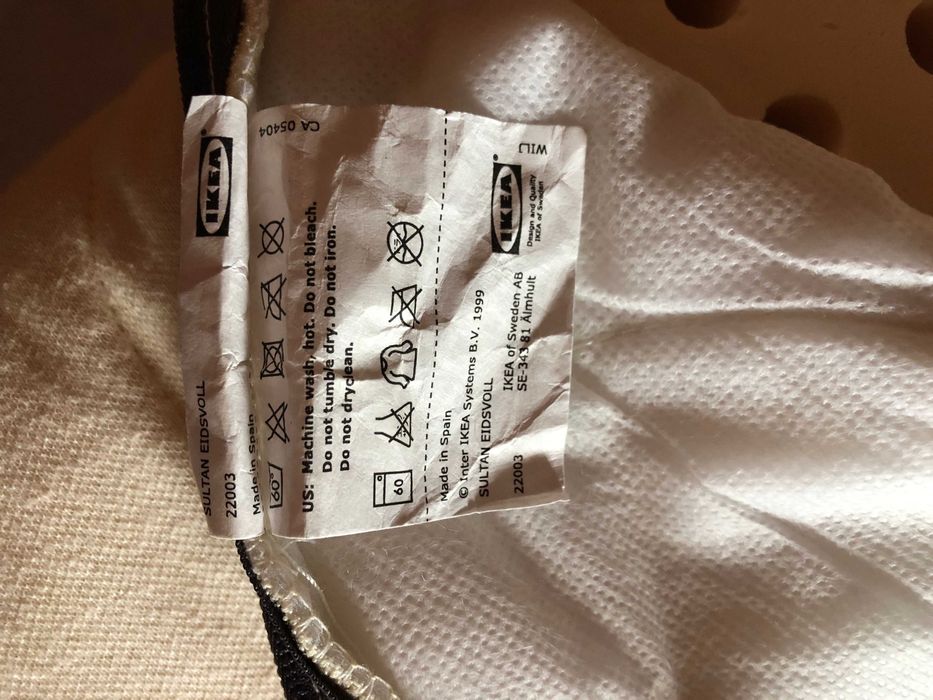 IKEA®
SULTAN EIDSVOLL
22003
Made in Spain
CA 05404
60°
US: Machine wash, hot. Do not bleach.
Do not tumble dry. Do not iron.
Do not dryclean.
60
Made in Spain
© Inter IKEA Systems B.V. 1999
SULTAN EIDSVOLL
22003
IKEA of Sweden AB
SE-343 81 Älmhult
IKEA®
Design and Quality
IKEA of Sweden